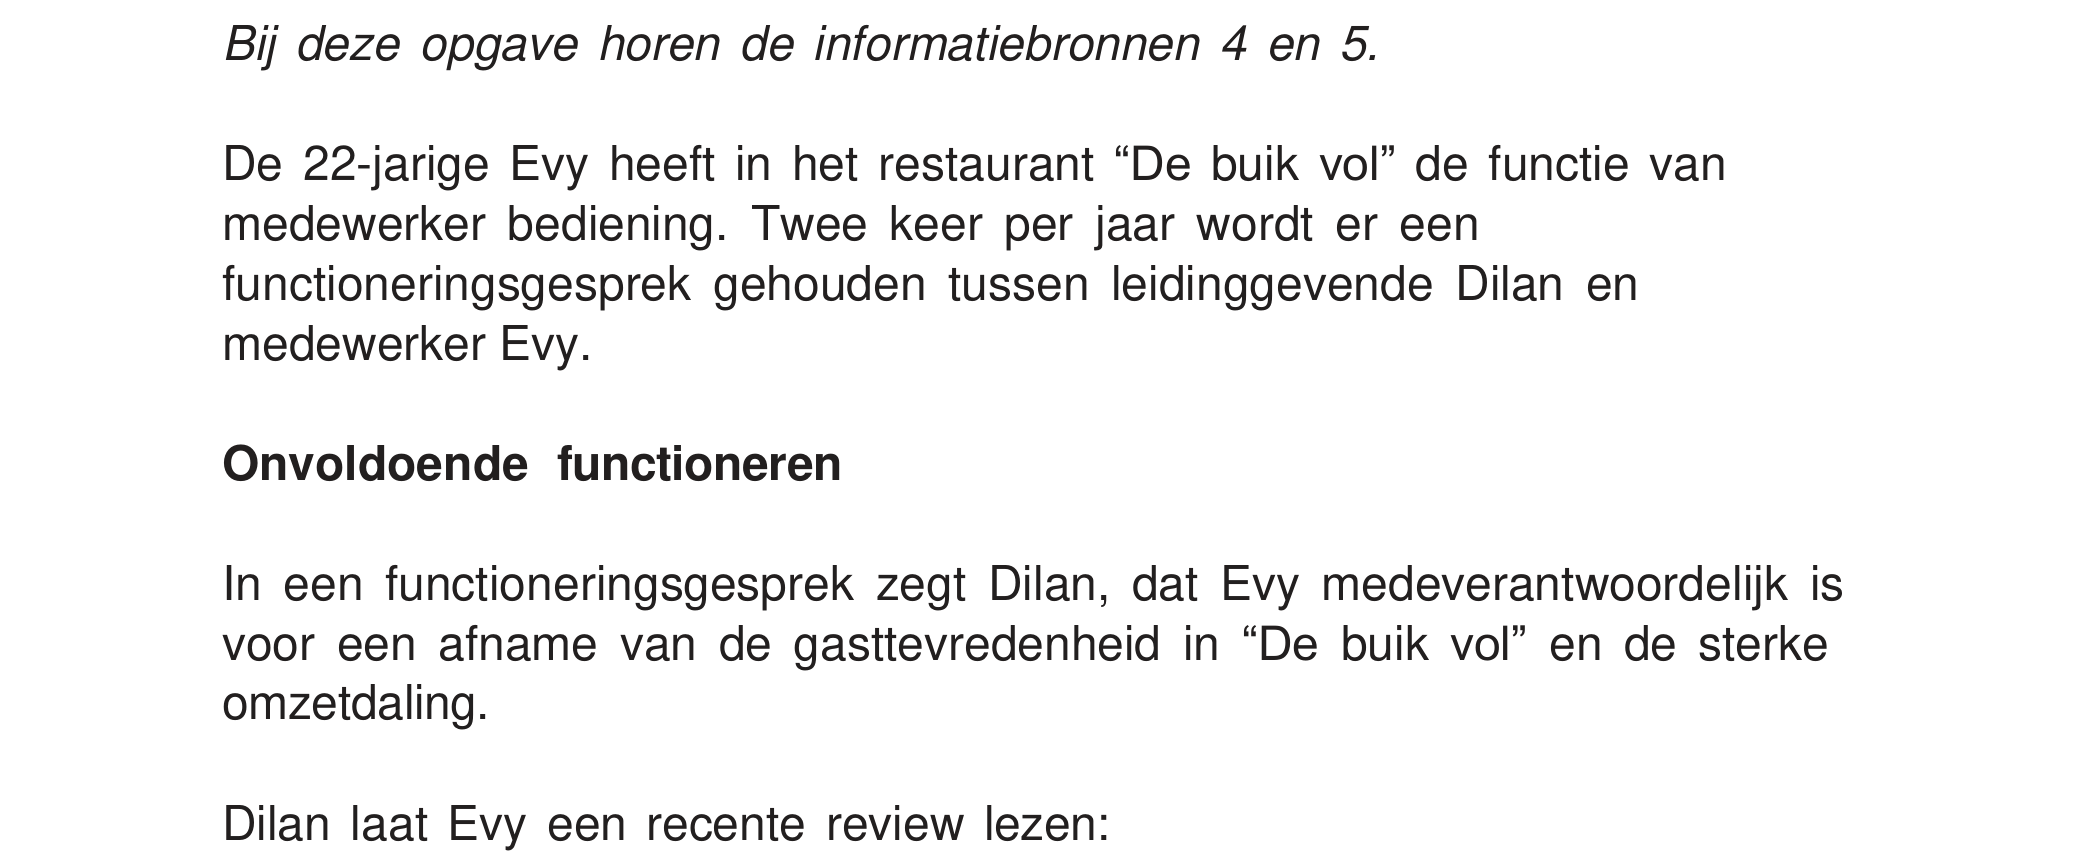 Bij deze opgave horen de informatiebronnen 4 en 5.
De 22-jarige Evy heeft in het restaurant “De buik vol” de functie van
medewerker bediening. Twee keer per jaar wordt er een
functioneringsgesprek gehouden tussen leidinggevende Dilan en
medewerker Evy.
Onvoldoende functioneren
In een functioneringsgesprek zegt Dilan, dat Evy medeverantwoordelijk is
voor een afname van de gasttevredenheid in “De buik vol” en de sterke
omzetdaling.
Dilan laat Evy een recente review lezen: